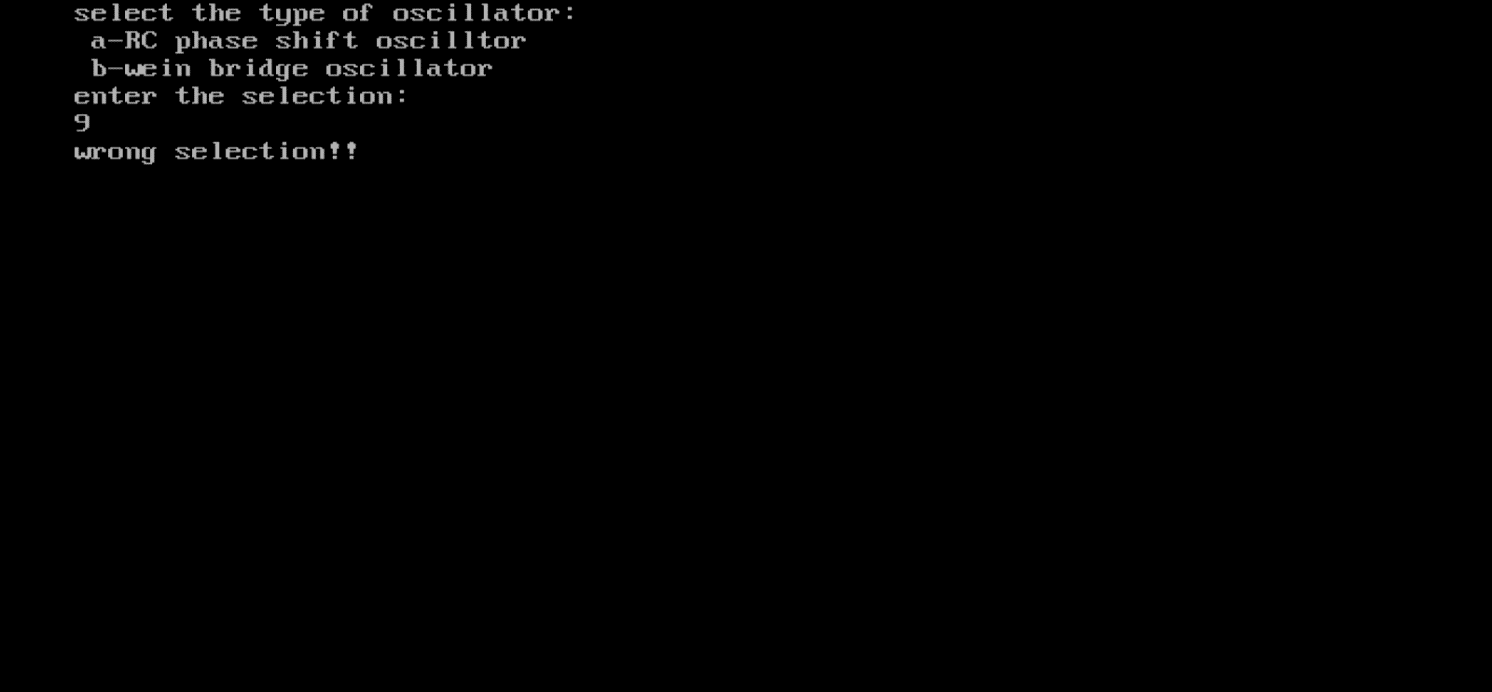 select the type of oscillator:
a-RC phase shift oscilltor
b-wein bridge oscillator
enter the selection:
9
wrong selection!!